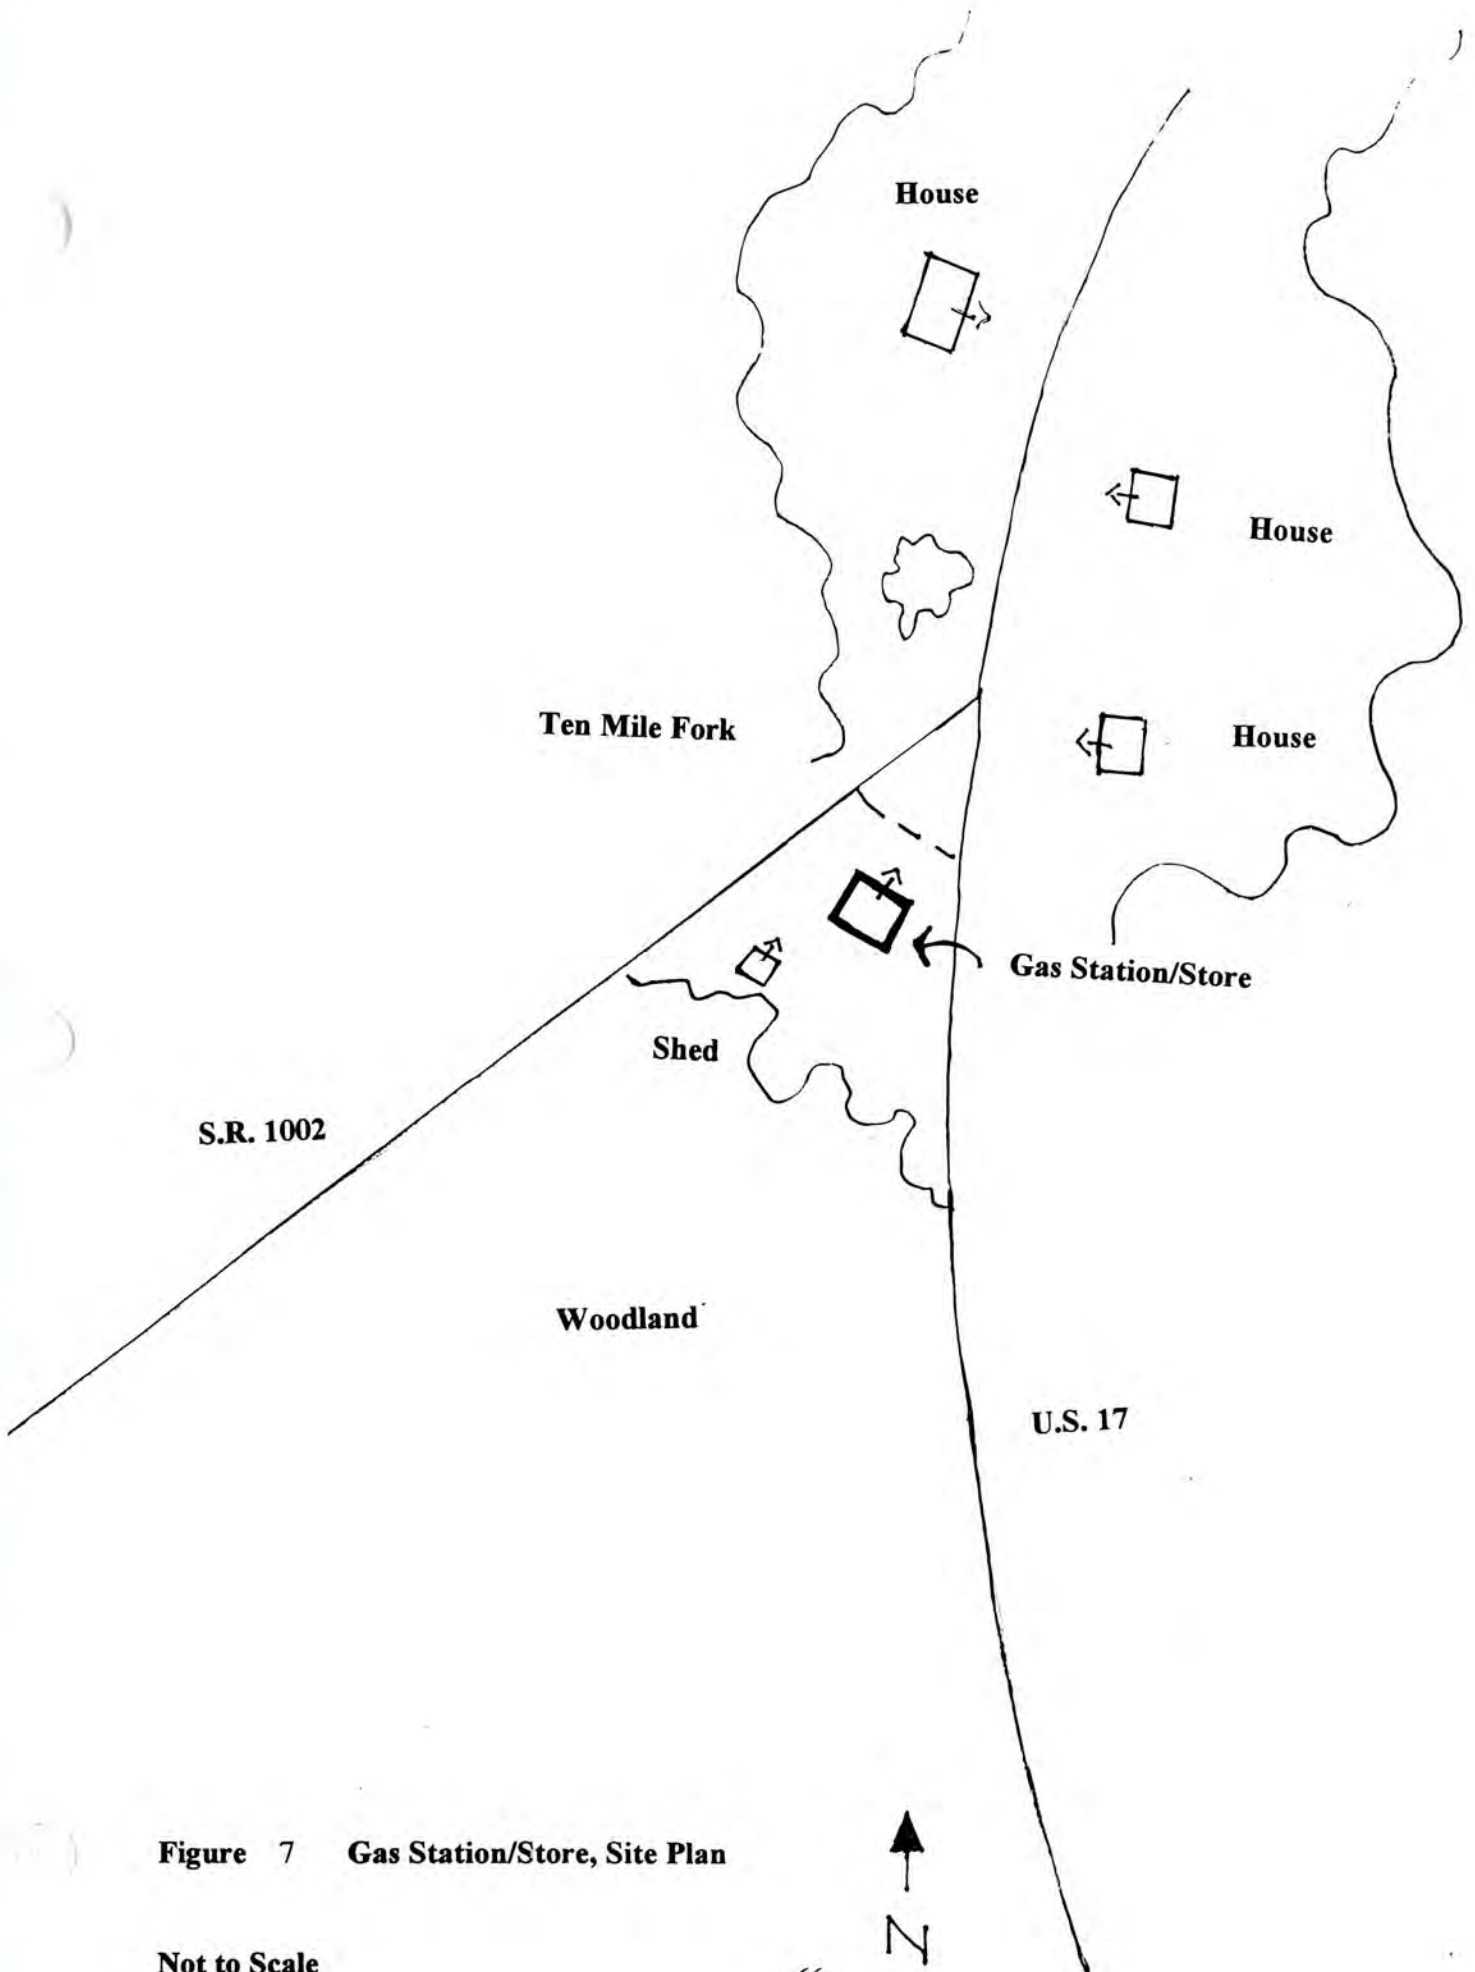 House
House
Ten Mile Fork
House
Gas Station/Store
Shed
S.R. 1002
Woodland
U.S. 17
Figure 7 Gas Station/Store, Site Plan
N
Not to Scale